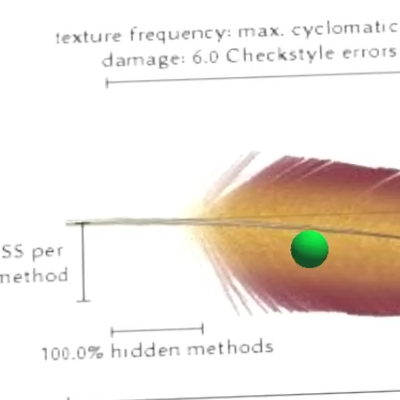 texture frequency: max. cyclomatic
damage: 6.0 Checkstyle errors
SS per
method
100.0% hidden methods